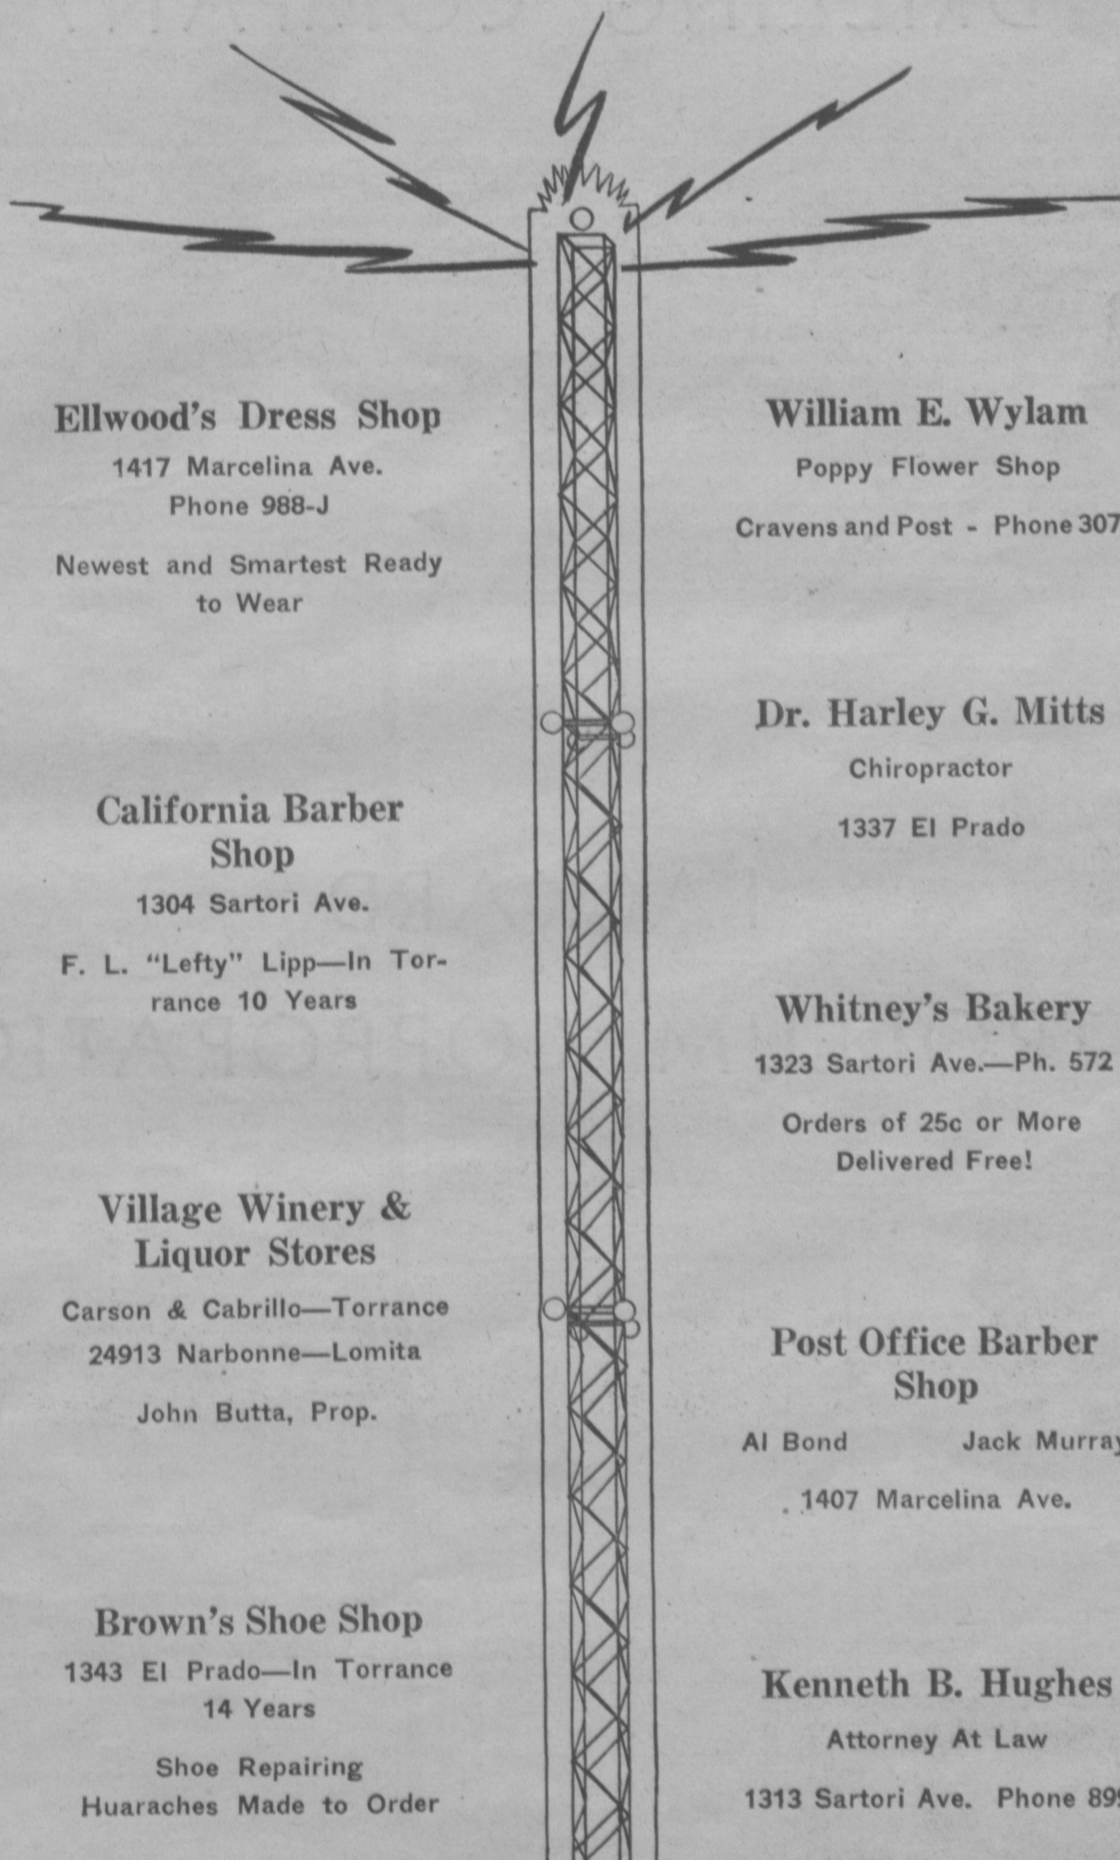 Ellwood's Dress Shop
1417 Marcelina Ave.
Phone 988-J
Newest and Smartest Ready
to Wear
California Barber
Shop
1304 Sartori Ave.
F. L. "Lefty" Lipp—In Tor-
rance 10 Years
Village Winery &
Liquor Stores
Carson & Cabrillo—Torrance
24913 Narbonne—Lomita
John Butta, Prop.
Brown's Shoe Shop
1343 El Prado—In Torrance
14 Years
Shoe Repairing
Huaraches Made to Order
William E. Wylam
Poppy Flower Shop
Cravens and Post - Phone 307
Dr. Harley G. Mitts
Chiropractor
1337 El Prado
Whitney's Bakery
1323 Sartori Ave.—Ph. 572
Orders of 25c or More
Delivered Free!
Post Office Barber
Shop
Al Bond Jack Murray
1407 Marcelina Ave.
Kenneth B. Hughes
Attorney At Law
1313 Sartori Ave. Phone